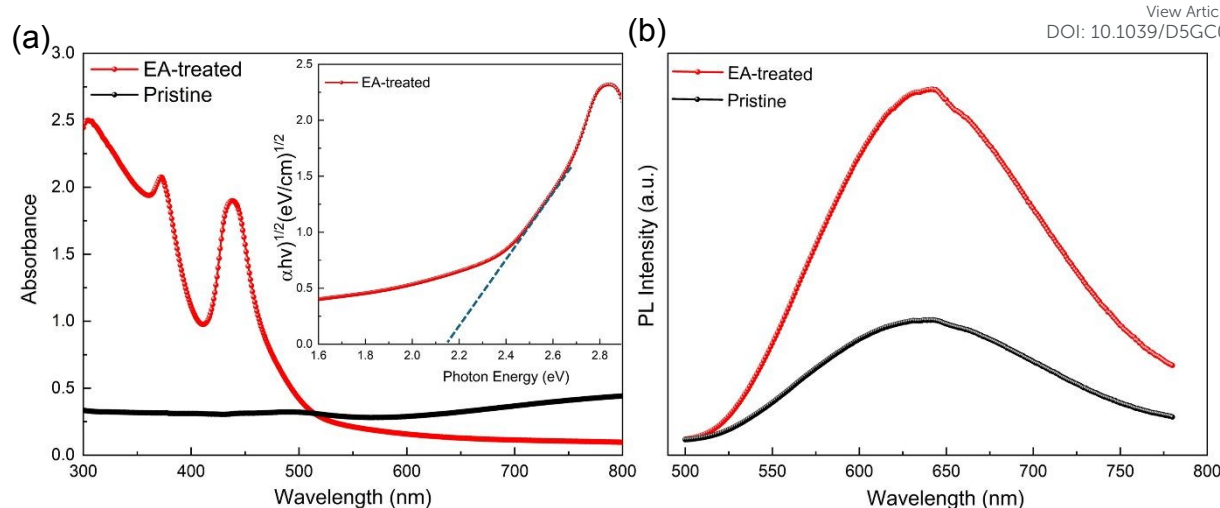 View Artic
DOI: 10.1039/D5GC0
(a)
3.0
2.5
2.0
1.5
1.0
0.5
0.0
Absorbance
EA-treated
Pristine
300
400
500
600
700
800
Wavelength (nm)
2.5
2.0
1.5
1.0
0.5
0.0
αhν)1/2(eV/cm)1/2
EA-treated
1.6
1.8
2.0
2.2
2.4
2.6
2.8
Photon Energy (eV)
(b)
PL Intensity (a.u.)
EA-treated
Pristine
500
550
600
650
700
750
800
Wavelength (nm)